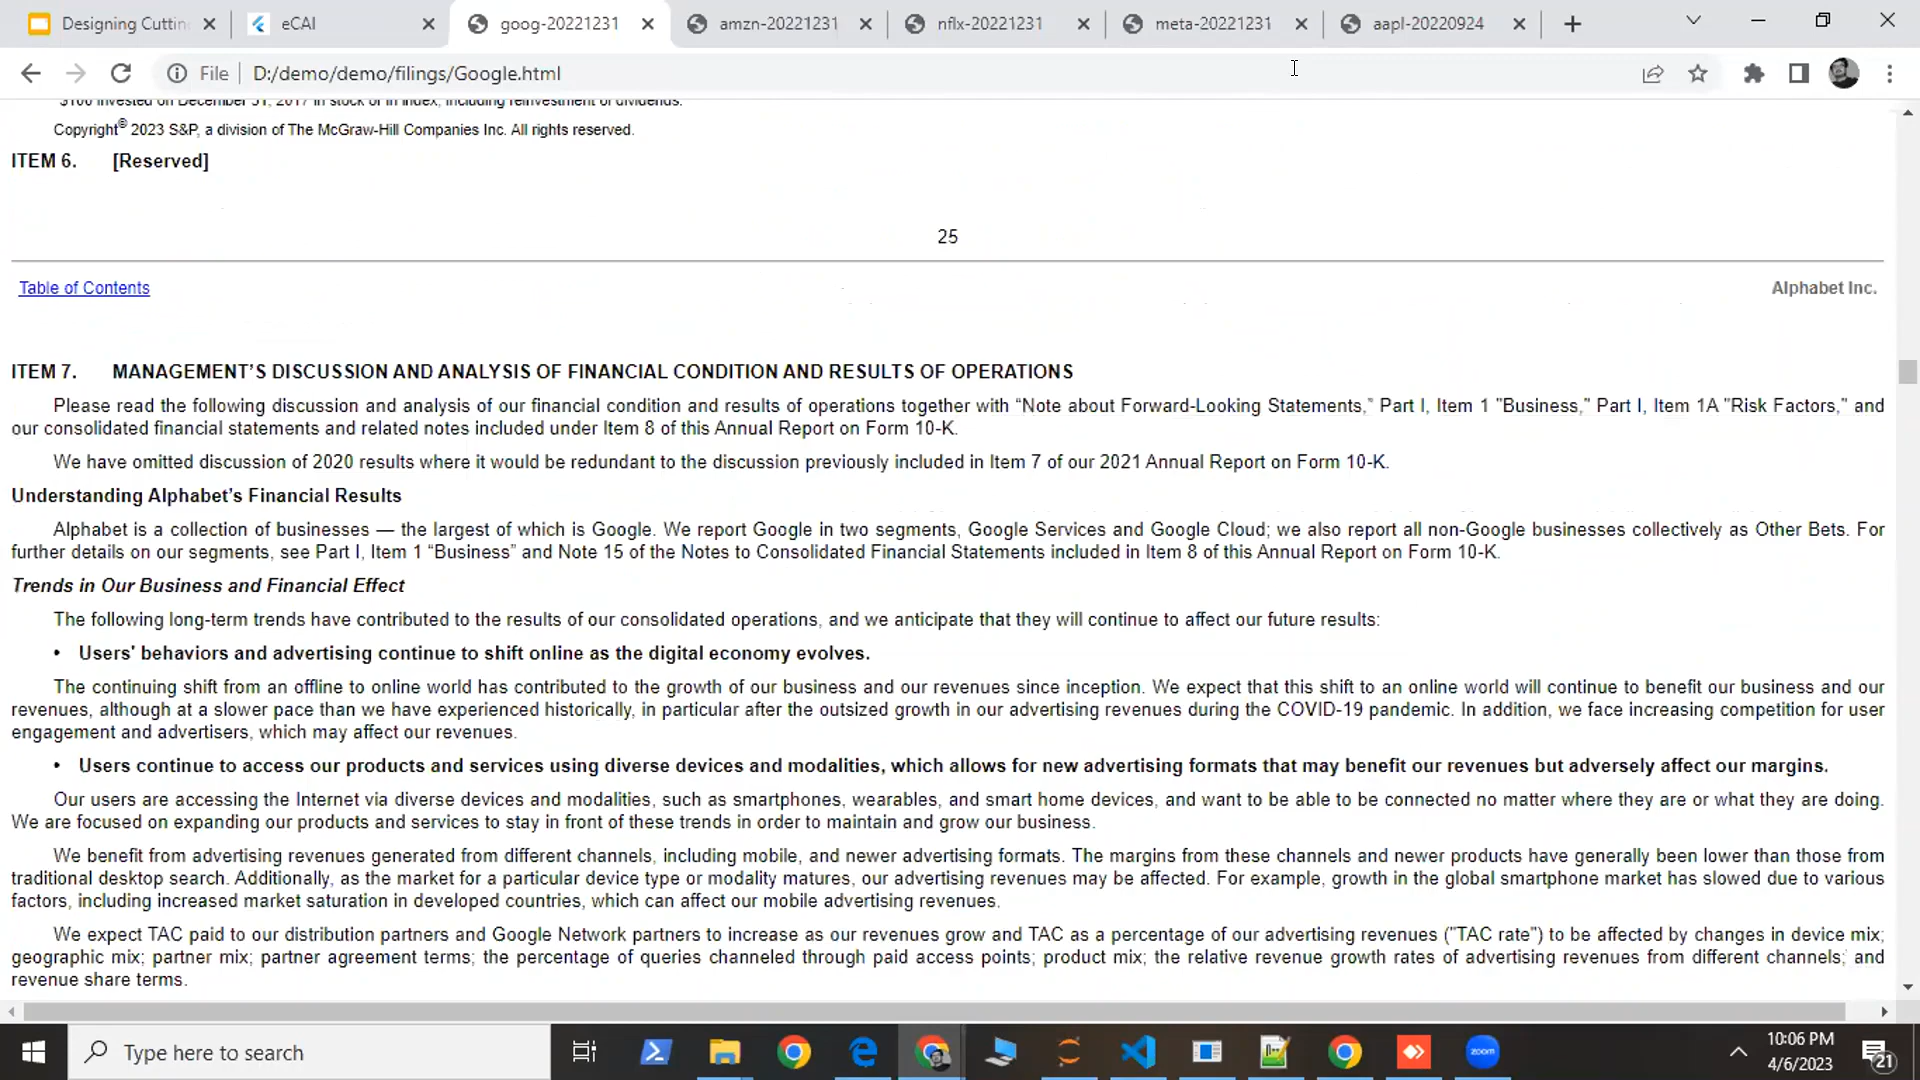 Designing Cuttin
eCAI
goog-20221231
amzn-20221231
nflx-20221231
meta-20221231
aapl-20220924
File
D:/demo/demo/filings/Google.html
$100 invested on December 31, 2017 in stock or in index, including reinvestment of dividends.
Copyright© 2023 S&P, a division of The McGraw-Hill Companies Inc. All rights reserved.
ITEM 6. [Reserved]
25
Table of Contents
Alphabet Inc.
ITEM 7. MANAGEMENT'S DISCUSSION AND ANALYSIS OF FINANCIAL CONDITION AND RESULTS OF OPERATIONS
Please read the following discussion and analysis of our financial condition and results of operations together with “Note about Forward-Looking Statements,” Part I, Item 1 "Business," Part I, Item 1A "Risk Factors," and
our consolidated financial statements and related notes included under Item 8 of this Annual Report on Form 10-K.
We have omitted discussion of 2020 results where it would be redundant to the discussion previously included in Item 7 of our 2021 Annual Report on Form 10-K.
Understanding Alphabet’s Financial Results
Alphabet is a collection of businesses — the largest of which is Google. We report Google in two segments, Google Services and Google Cloud; we also report all non-Google businesses collectively as Other Bets. For
further details on our segments, see Part I, Item 1 “Business” and Note 15 of the Notes to Consolidated Financial Statements included in Item 8 of this Annual Report on Form 10-K.
Trends in Our Business and Financial Effect
The following long-term trends have contributed to the results of our consolidated operations, and we anticipate that they will continue to affect our future results:
• Users' behaviors and advertising continue to shift online as the digital economy evolves.
The continuing shift from an offline to online world has contributed to the growth of our business and our revenues since inception. We expect that this shift to an online world will continue to benefit our business and our
revenues, although at a slower pace than we have experienced historically, in particular after the outsized growth in our advertising revenues during the COVID-19 pandemic. In addition, we face increasing competition for user
engagement and advertisers, which may affect our revenues.
• Users continue to access our products and services using diverse devices and modalities, which allows for new advertising formats that may benefit our revenues but adversely affect our margins.
Our users are accessing the Internet via diverse devices and modalities, such as smartphones, wearables, and smart home devices, and want to be able to be connected no matter where they are or what they are doing.
We are focused on expanding our products and services to stay in front of these trends in order to maintain and grow our business.
We benefit from advertising revenues generated from different channels, including mobile, and newer advertising formats. The margins from these channels and newer products have generally been lower than those from
traditional desktop search. Additionally, as the market for a particular device type or modality matures, our advertising revenues may be affected. For example, growth in the global smartphone market has slowed due to various
factors, including increased market saturation in developed countries, which can affect our mobile advertising revenues.
We expect TAC paid to our distribution partners and Google Network partners to increase as our revenues grow and TAC as a percentage of our advertising revenues ("TAC rate") to be affected by changes in device mix;
geographic mix; partner mix; partner agreement terms; the percentage of queries channeled through paid access points; product mix; the relative revenue growth rates of advertising revenues from different channels; and
revenue share terms.
Type here to search
zoom
10:06 PM
4/6/2023
21